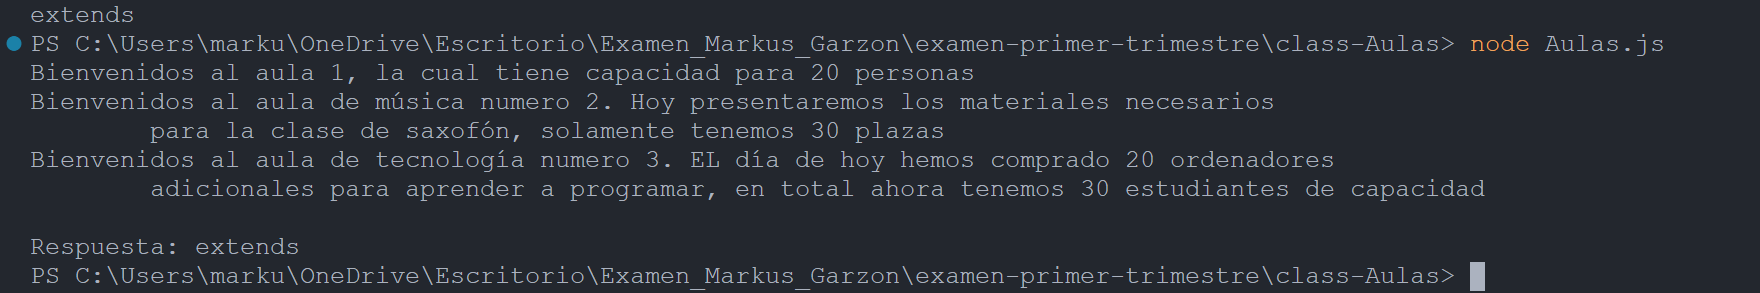 extends
PS C:\Users\marku\OneDrive\Escritorio\Examen_Markus_Garzon\examen-primer-trimestre\class-Aulas> node Aulas.js
Bienvenidos al aula 1, la cual tiene capacidad para 20 personas
Bienvenidos al aula de música numero 2. Hoy presentaremos los materiales necesarios
        para la clase de saxofón, solamente tenemos 30 plazas
Bienvenidos al aula de tecnología numero 3. EL día de hoy hemos comprado 20 ordenadores
        adicionales para aprender a programar, en total ahora tenemos 30 estudiantes de capacidad

Respuesta: extends
PS C:\Users\marku\OneDrive\Escritorio\Examen_Markus_Garzon\examen-primer-trimestre\class-Aulas>